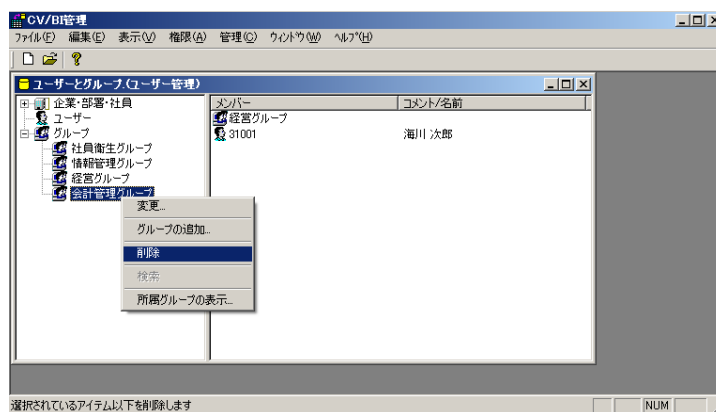 CV/BI管理
ファイル(F) 編集(E) 表示(V) 権限(A) 管理(C) ウィンドウ(W) ヘルプ(H)
ユーザーとグループ.(ユーザー管理)
企業・部署・社員
ユーザー
グループ
社員衛生グループ
情報管理グループ
経営グループ
会計管理グループ
メンバー コメント/名前
経営グループ
31001 海川 次郎
変更...
グループの追加...
削除
検索
所属グループの表示...
選択されているアイテム以下を削除します
NUM